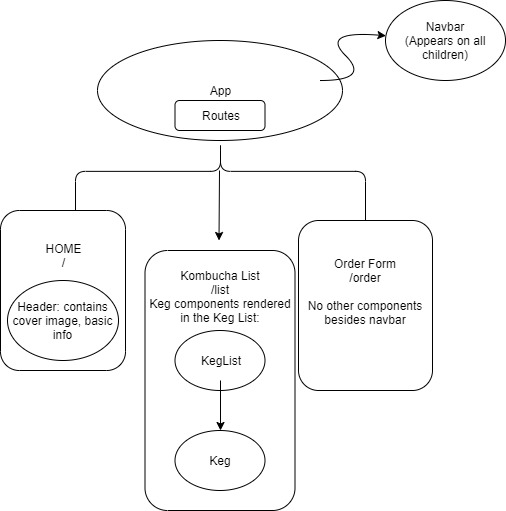 Navbar
(Appears on all
children)
App
Routes
HOME
/
Header: contains
cover image, basic
info
Kombucha List
/list
Keg components rendered
in the Keg List:
KegList
Keg
Order Form
/order
No other components
besides navbar